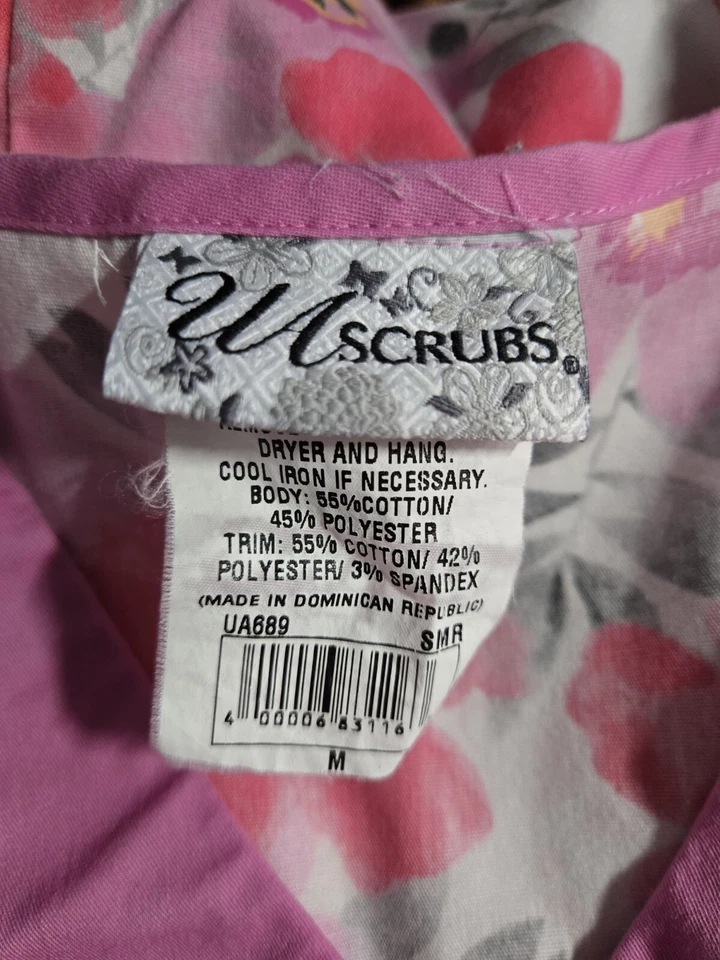 UA SCRUBS®
DRYER AND HANG.
COOL IRON IF NECESSARY.
BODY: 55%COTTON/
45% POLYESTER
TRIM: 55% COTTON/ 42%
POLYESTER/ 3% SPANDEX
(MADE IN DOMINICAN REPUBLIC)
UA689 SMR
4 00006 83116
M